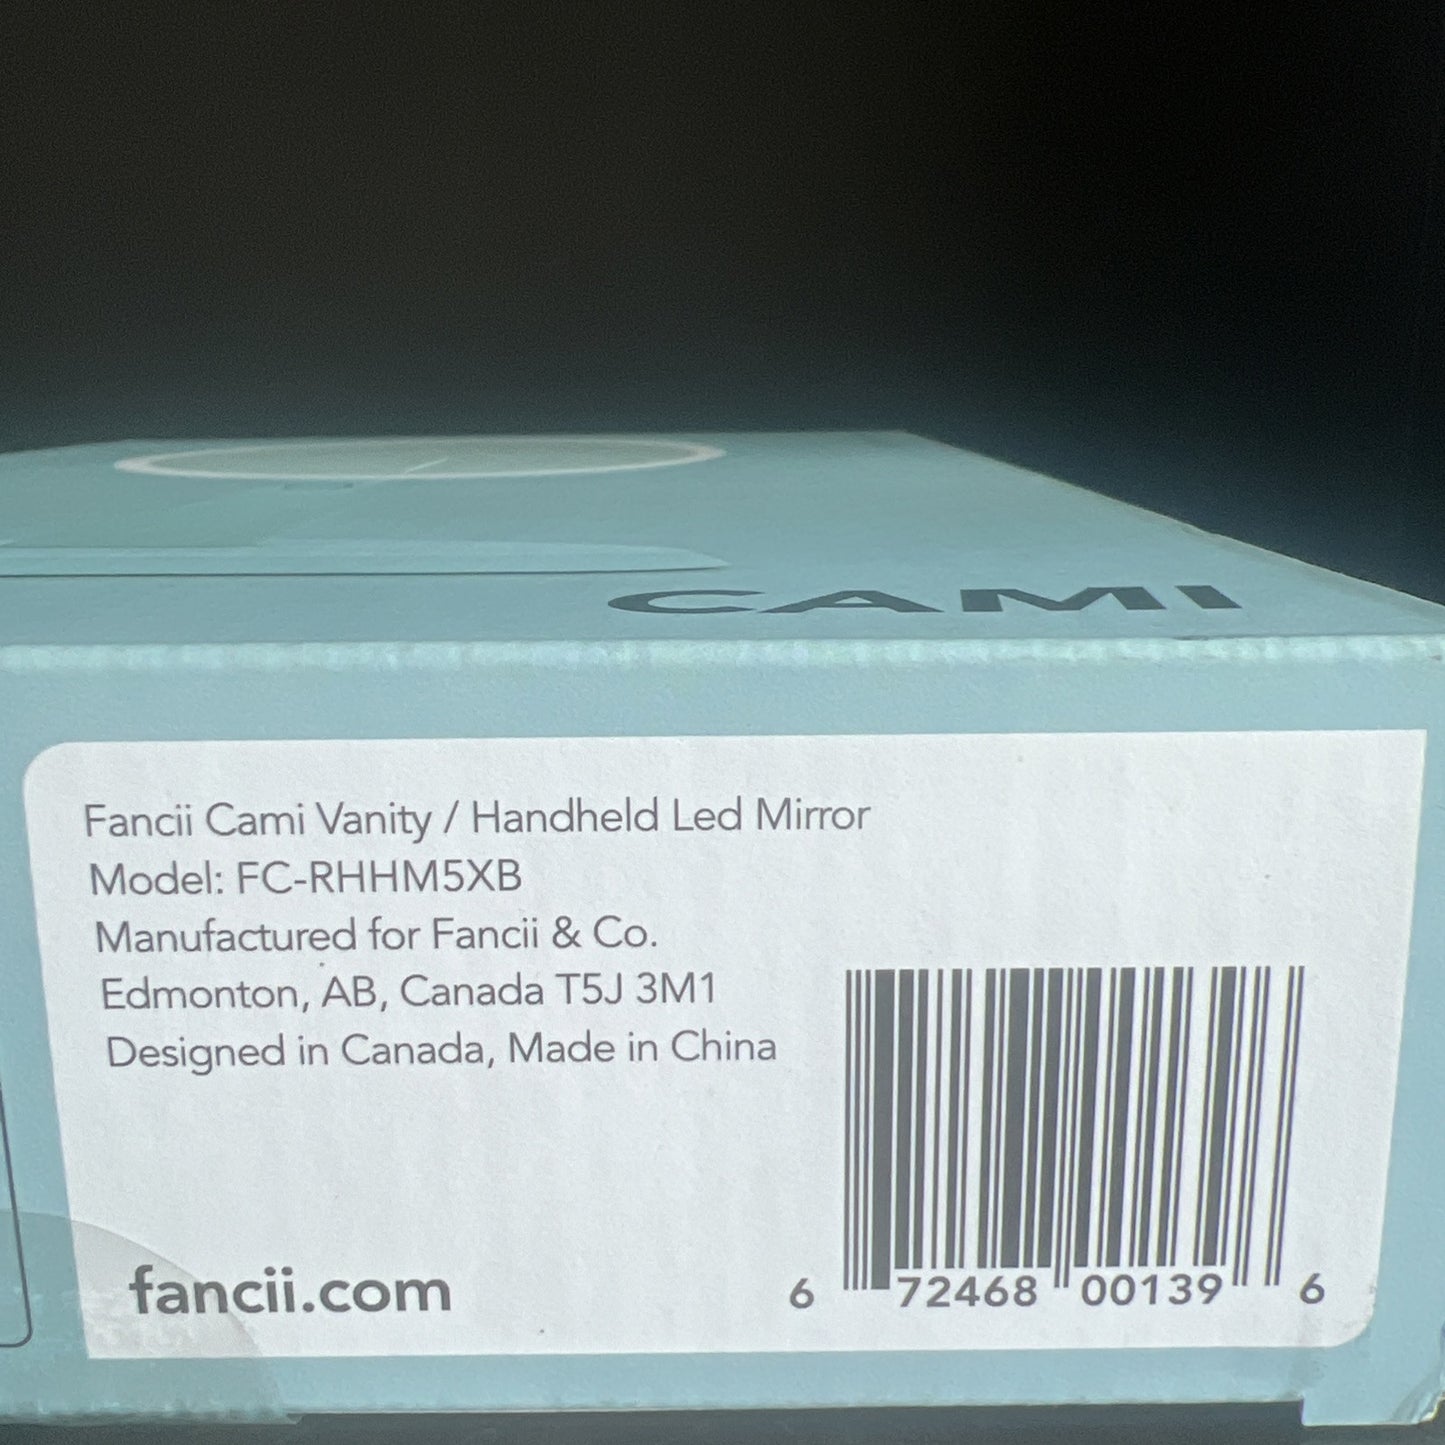 CAMI
Fancii Cami Vanity / Handheld Led Mirror
Model: FC-RHHM5XB
Manufactured for Fancii & Co.
Edmonton, AB, Canada T5J 3M1
Designed in Canada, Made in China
fancii.com
6 72468 00139 6